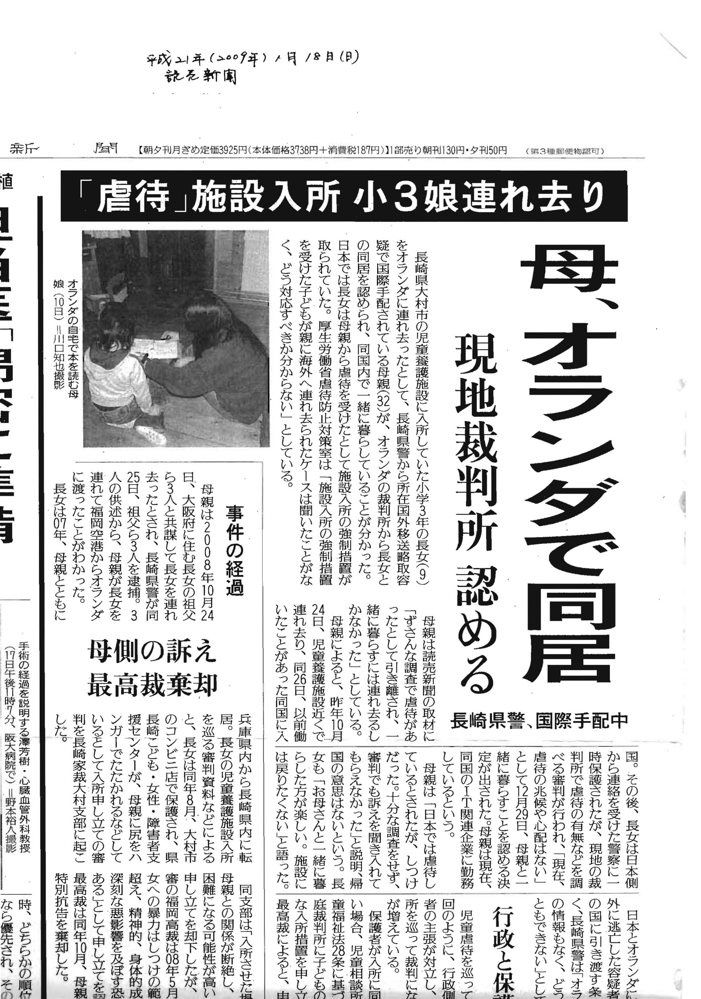 平成21年(2009年)1月18日(日)
読売新聞
新 聞 【朝夕刊月ぎめ定価3925円(本体価格3738円+消費税187円)】1部売り朝刊130円・夕刊50円 (第3種郵便物認可)
「虐待」施設入所 小3娘連れ去り
母、オランダで同居
現地裁判所 認める
長崎県警、国際手配中
長崎県大村市の児童養護施設に入所していた小学3年の長女(9)
をオランダに連れ去ったとして、長崎県警から所在国外移送略取容
疑で国際手配されている母親(32)が、オランダの裁判所から長女と
の同居を認められ、同国内で一緒に暮らしていることが分かった。
日本では長女は母親から虐待を受けたとして施設入所の強制措置が
取られていた。厚生労働省虐待防止対策室は「施設入所の強制措置
を受けた子どもが親に海外へ連れ去られたケースは聞いたことがな
く、どう対応すべきか分からない」としている。
オランダの自宅で本を読む母
娘(10日)=川口知也撮影
母親は読売新聞の取材に
「ずさんな調査で虐待があ
ったとして引き離され、一
緒に暮らすには連れ去るし
かなかった」としている。
母親によると、昨年10月
24日、児童養護施設近くで
連れ去り、同26日、以前働
いたことがあった同国に入
国。その後、長女は日本側
から連絡を受けた警察に一
時保護されたが、現地の裁
判所で虐待の有無などを調
べる審判が行われ、「現在、
虐待の兆候や心配はない」
として12月29日、母親と一
緒に暮らすことを認める決
定が出された。母親は現在、
同国のIT関連企業に勤務
しているという。
母親は「日本では虐待し
ているとされたが、しつけ
だった。十分な調査をせず、
審判でも訴えを聞き入れて
もらえなかった」と説明、帰
国の意思はないという。長
女も「お母さんと一緒に暮
らした方が楽しい。施設に
は戻りたくない」と語った。
日本とオランダに
外に逃亡した容疑者
の国に引き渡す条
く、長崎県警は「オラ
の情報もなく、どう
ともできない」とし
行政と保
児童虐待を巡って
回のように、行政側
者の主張が対立し、
所を巡って裁判にな
が増えている。
保護者が入所に同
い場合、児童相談所
童福祉法28条に基づ
庭裁判所に子どもの
な入所措置を申し立
最高裁によると、申
事件の経過
母親は2008年10月24
日、大阪府に住む長女の祖父
ら3人と共謀して長女を連れ
去ったとされ、長崎県警が同
25日、祖父ら3人を逮捕。3
人の供述から、母親が長女を
連れて福岡空港からオランダ
に渡ったことがわかった。
長女は07年、母親とともに
母側の訴え
最高裁棄却
兵庫県内から長崎県内に転
居。長女の児童養護施設入所
を巡る審判資料などによる
と、長女は同年8月、大村市
のコンビニ店で保護され、県
長崎こども・女性・障害者支
援センターが、母親に尻をハ
ンガーでたたかれるなどして
いるとして入所申し立ての審
判を長崎家裁大村支部に起こ
した。
同支部は「入所させた場
母親との関係が断絶し、
困難になる可能性が高い
申し立てを却下したが、
審の福岡高裁は08年5月
女への暴力はしつけの範
超え、精神的、身体的成
深刻な悪影響を及ぼす恐
ある」として申し立てを認
最高裁は同年10月、母親
特別抗告を棄却した。
植
手術の経過を説明する澤芳樹・心臓血管外科教授
(17日午後11時7分、阪大病院で)=野本裕人撮影
時、どちらかの順位
なら優先され、その